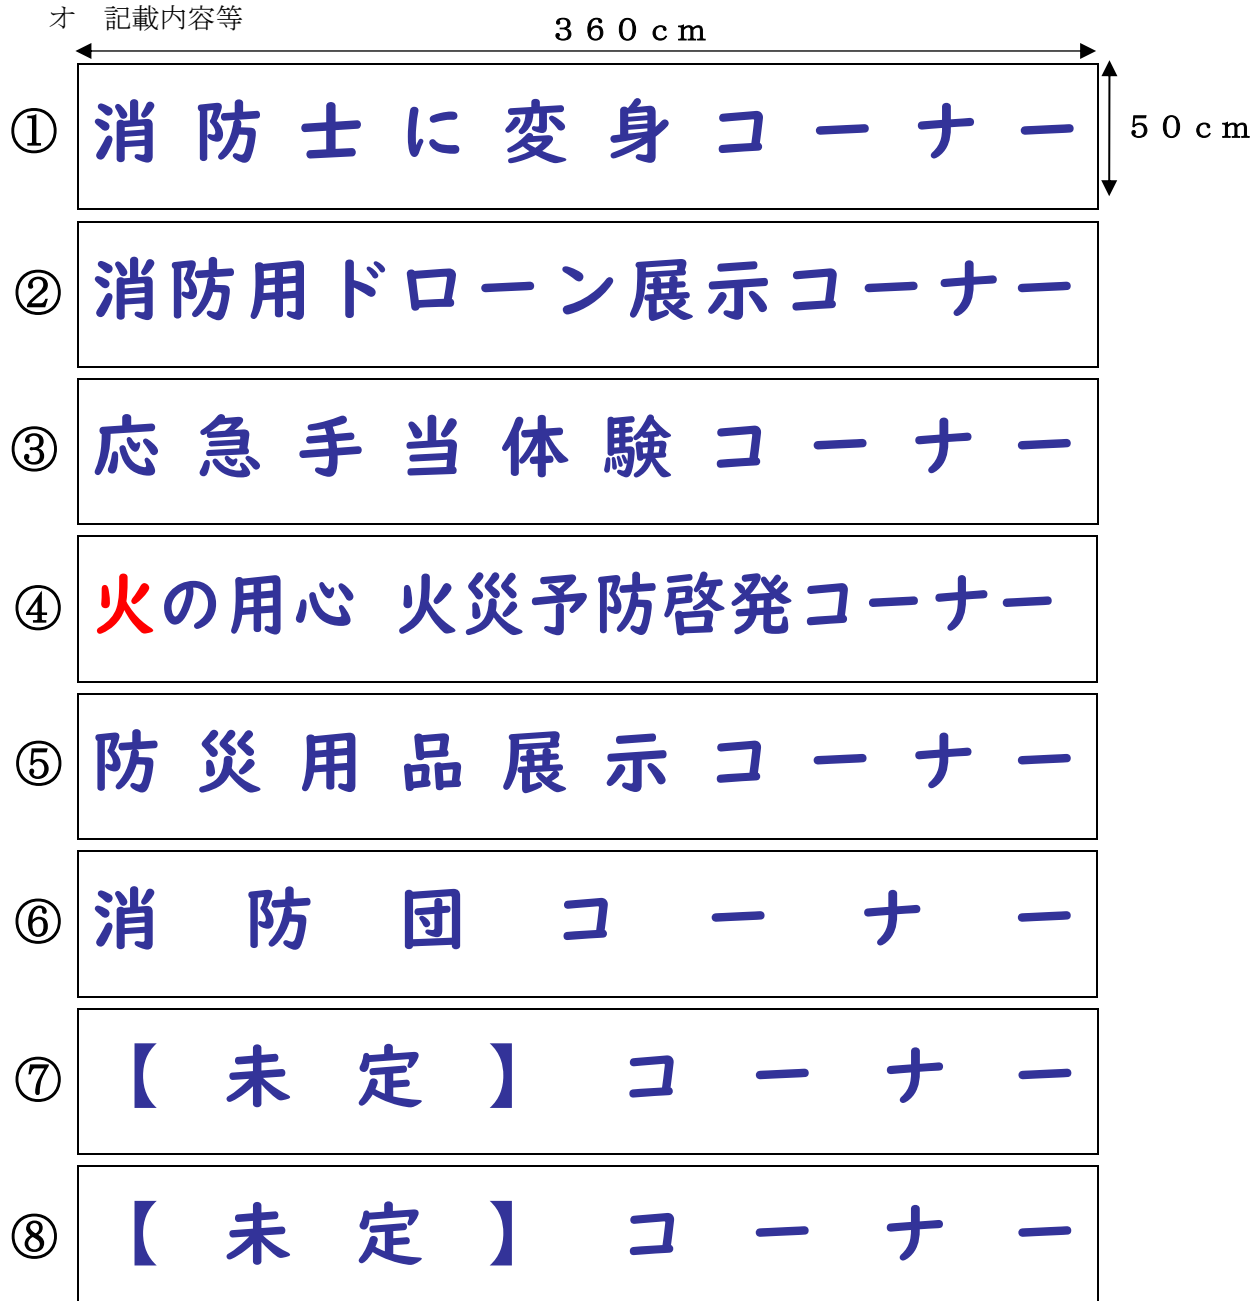 オ　記載内容等
３６０ｃｍ
５０ｃｍ
① 消防士に変身コーナー
② 消防用ドローン展示コーナー
③ 応急手当体験コーナー
④ 火の用心　火災予防啓発コーナー
⑤ 防災用品展示コーナー
⑥ 消防団コーナー
⑦ 【未定】コーナー
⑧ 【未定】コーナー